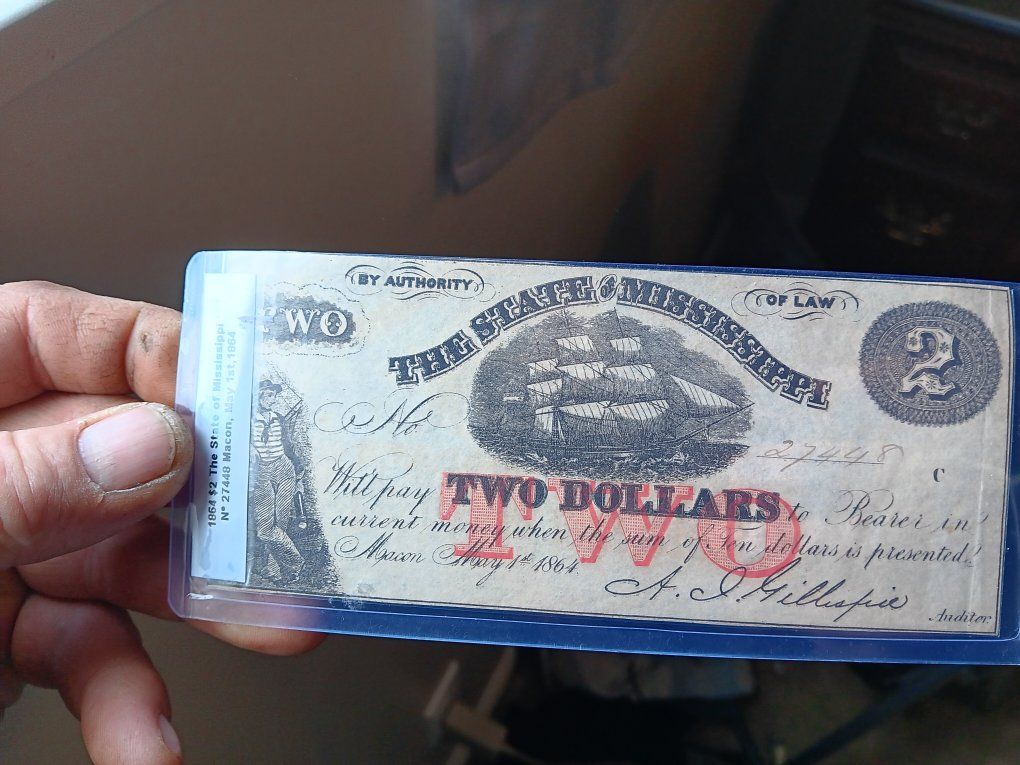 BY AUTHORITY
OF LAW
TWO
THE STATE OF MISSISSIPPI
2
No
27448
C
Will pay TWO DOLLARS to Bearer in
current money when the sum of Ten dollars is presented.
Macon May 1st 1864.
TWO
A. J. Gillespie
Auditor.
1864 $2 The State of Mississippi
N° 27448 Macon, May 1st, 1864